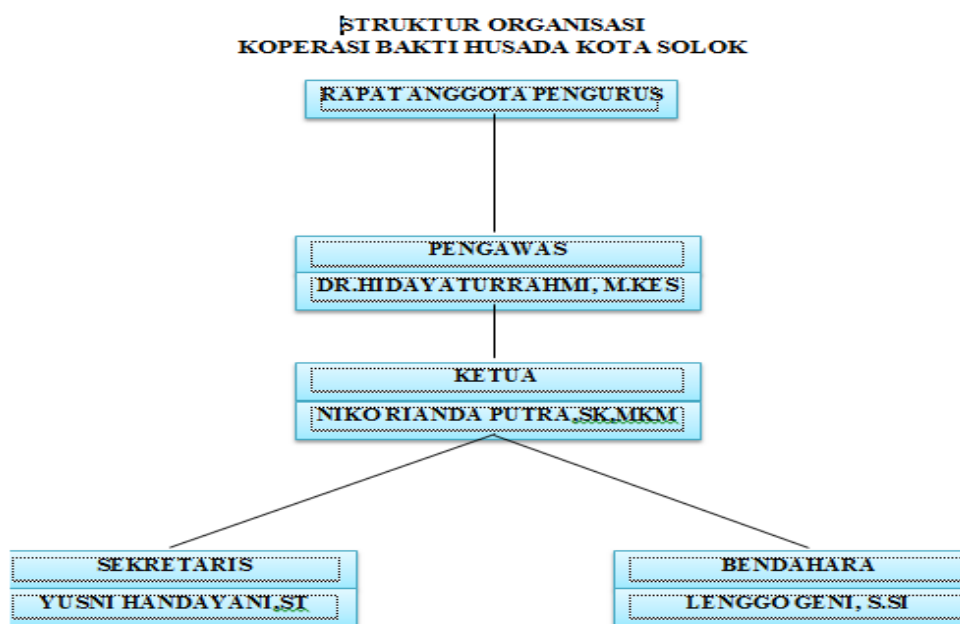 STRUKTUR ORGANISASI
KOPERASI BAKTI HUSADA KOTA SOLOK
RAPAT ANGGOTA PENGURUS
PENGAWAS
DR.HIDAYATURRAHMI, M.KES
KETUA
NIKO RIANDA PUTRA,SK,MKM
SEKRETARIS
BENDAHARA
YUSNI HANDAYANI,ST
LENGGO GENI, S.SI